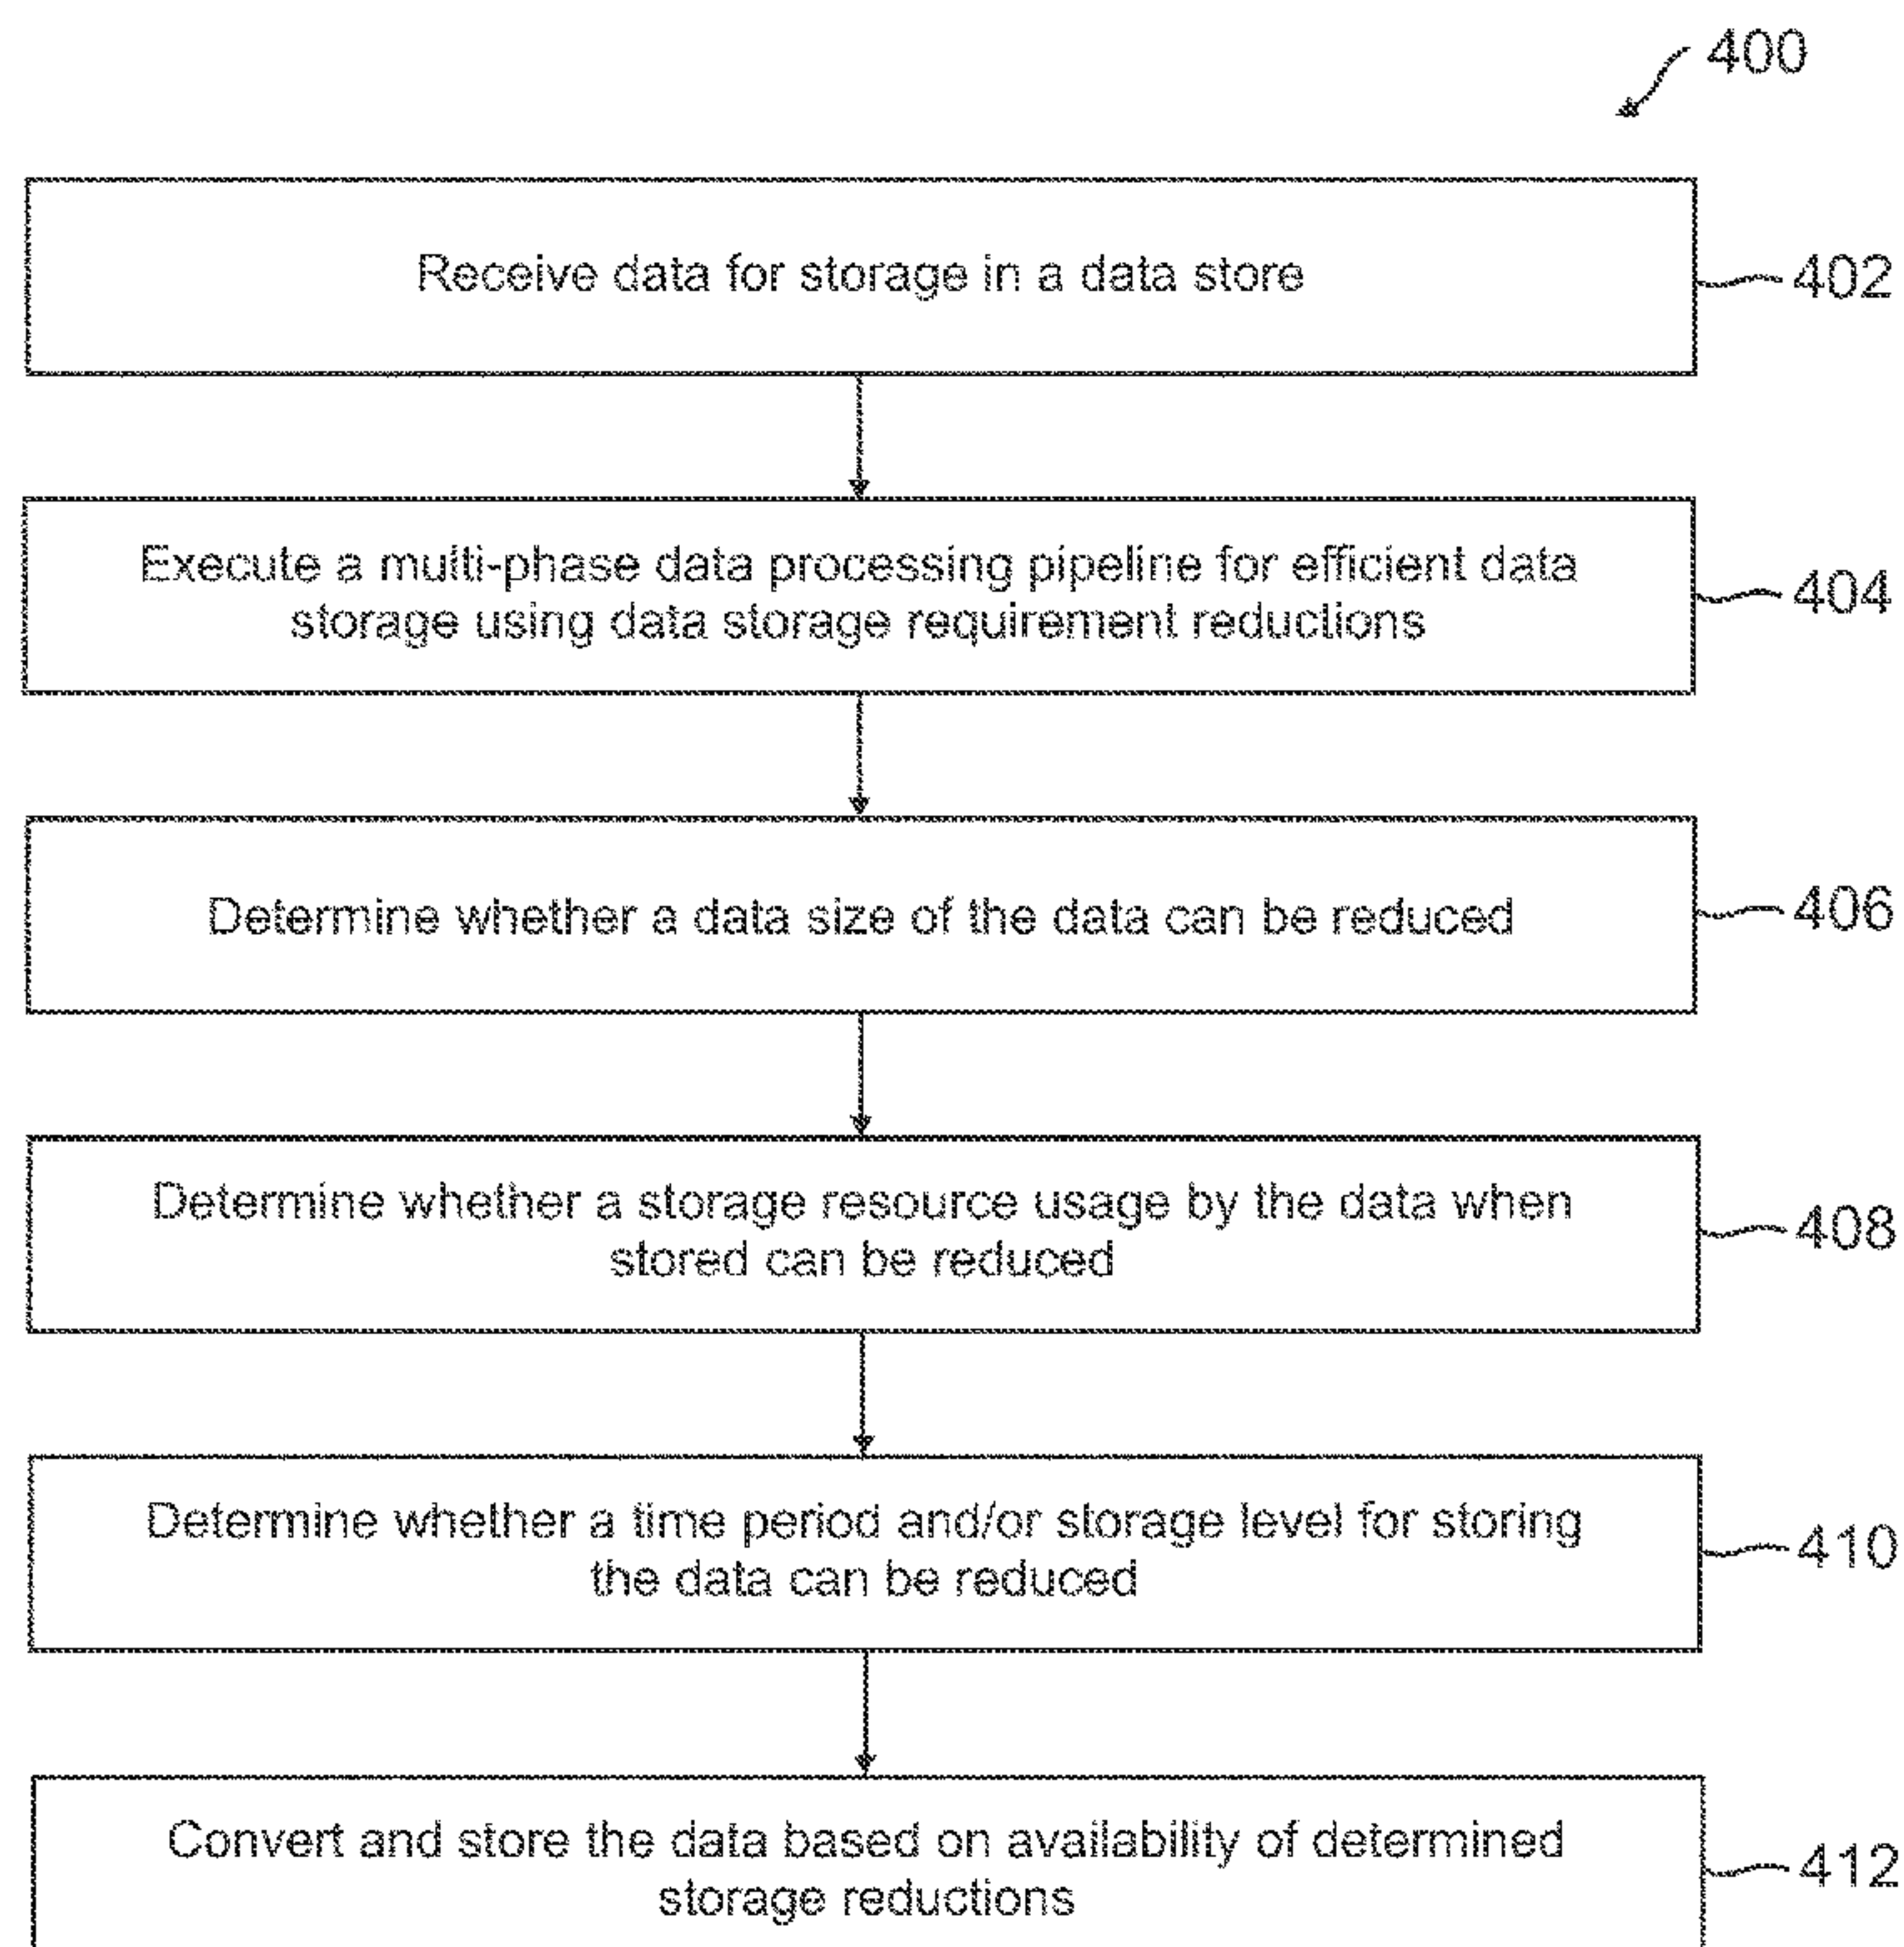 400
Receive data for storage in a data store
402
Execute a multi-phase data processing pipeline for efficient data
storage using data storage requirement reductions
404
Determine whether a data size of the data can be reduced
406
Determine whether a storage resource usage by the data when
stored can be reduced
408
Determine whether a time period and/or storage level for storing
the data can be reduced
410
Convert and store the data based on availability of determined
storage reductions
412